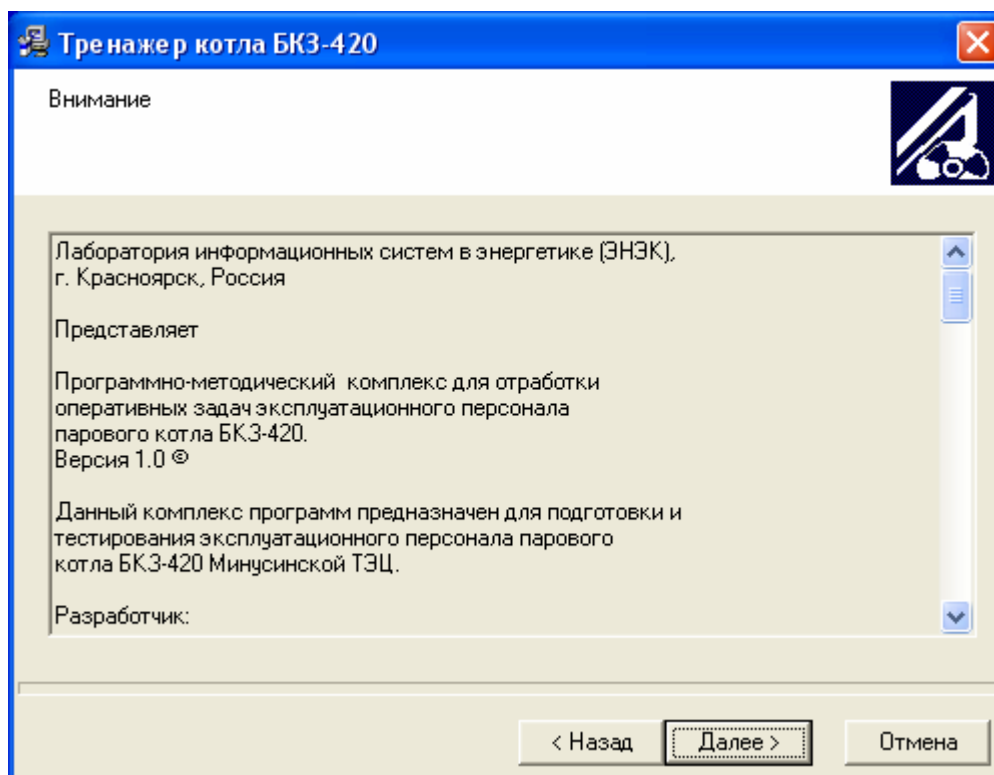 Тренажер котла БКЗ-420
Внимание
Лаборатория информационных систем в энергетике (ЭНЭК),
г. Красноярск, Россия
Представляет
Программно-методический комплекс для отработки
оперативных задач эксплуатационного персонала
парового котла БКЗ-420.
Версия 1.0 ©
Данный комплекс программ предназначен для подготовки и
тестирования эксплуатационного персонала парового
котла БКЗ-420 Минусинской ТЭЦ.
Разработчик:
< Назад
Далее >
Отмена